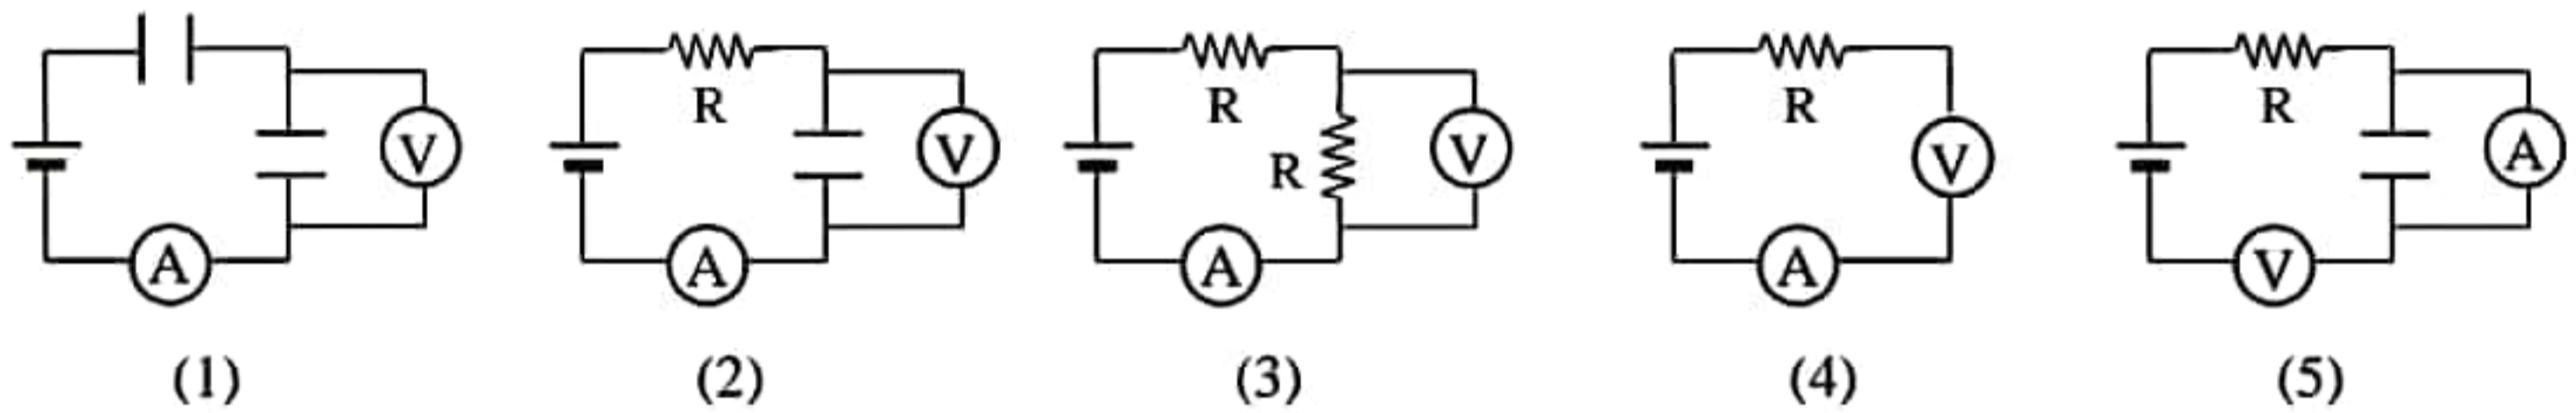 R R R R
V V V R V A
A A A A V
(1) (2) (3) (4) (5)